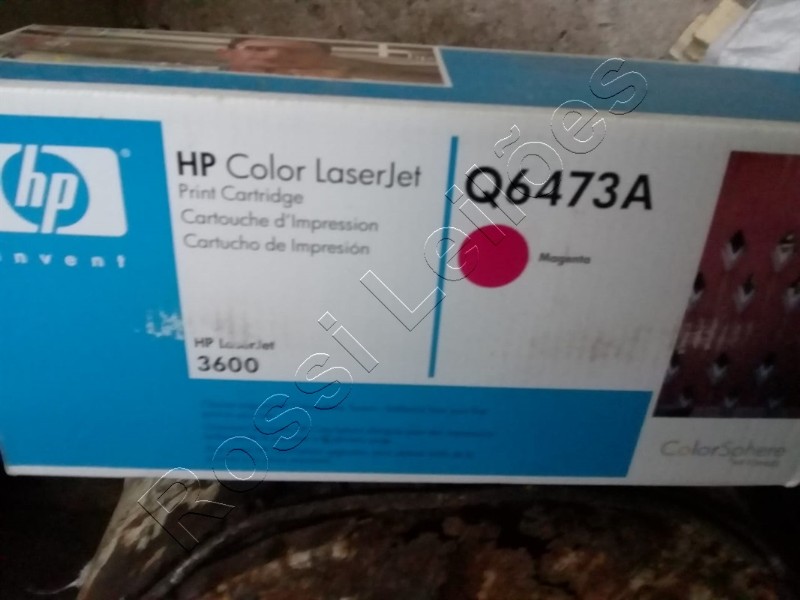 hp
invent
HP Color LaserJet
Print Cartridge
Cartouche d'Impression
Cartucho de Impresión
HP LaserJet
3600
Q6473A
Magenta
ColorSphere
Rossi Leilões